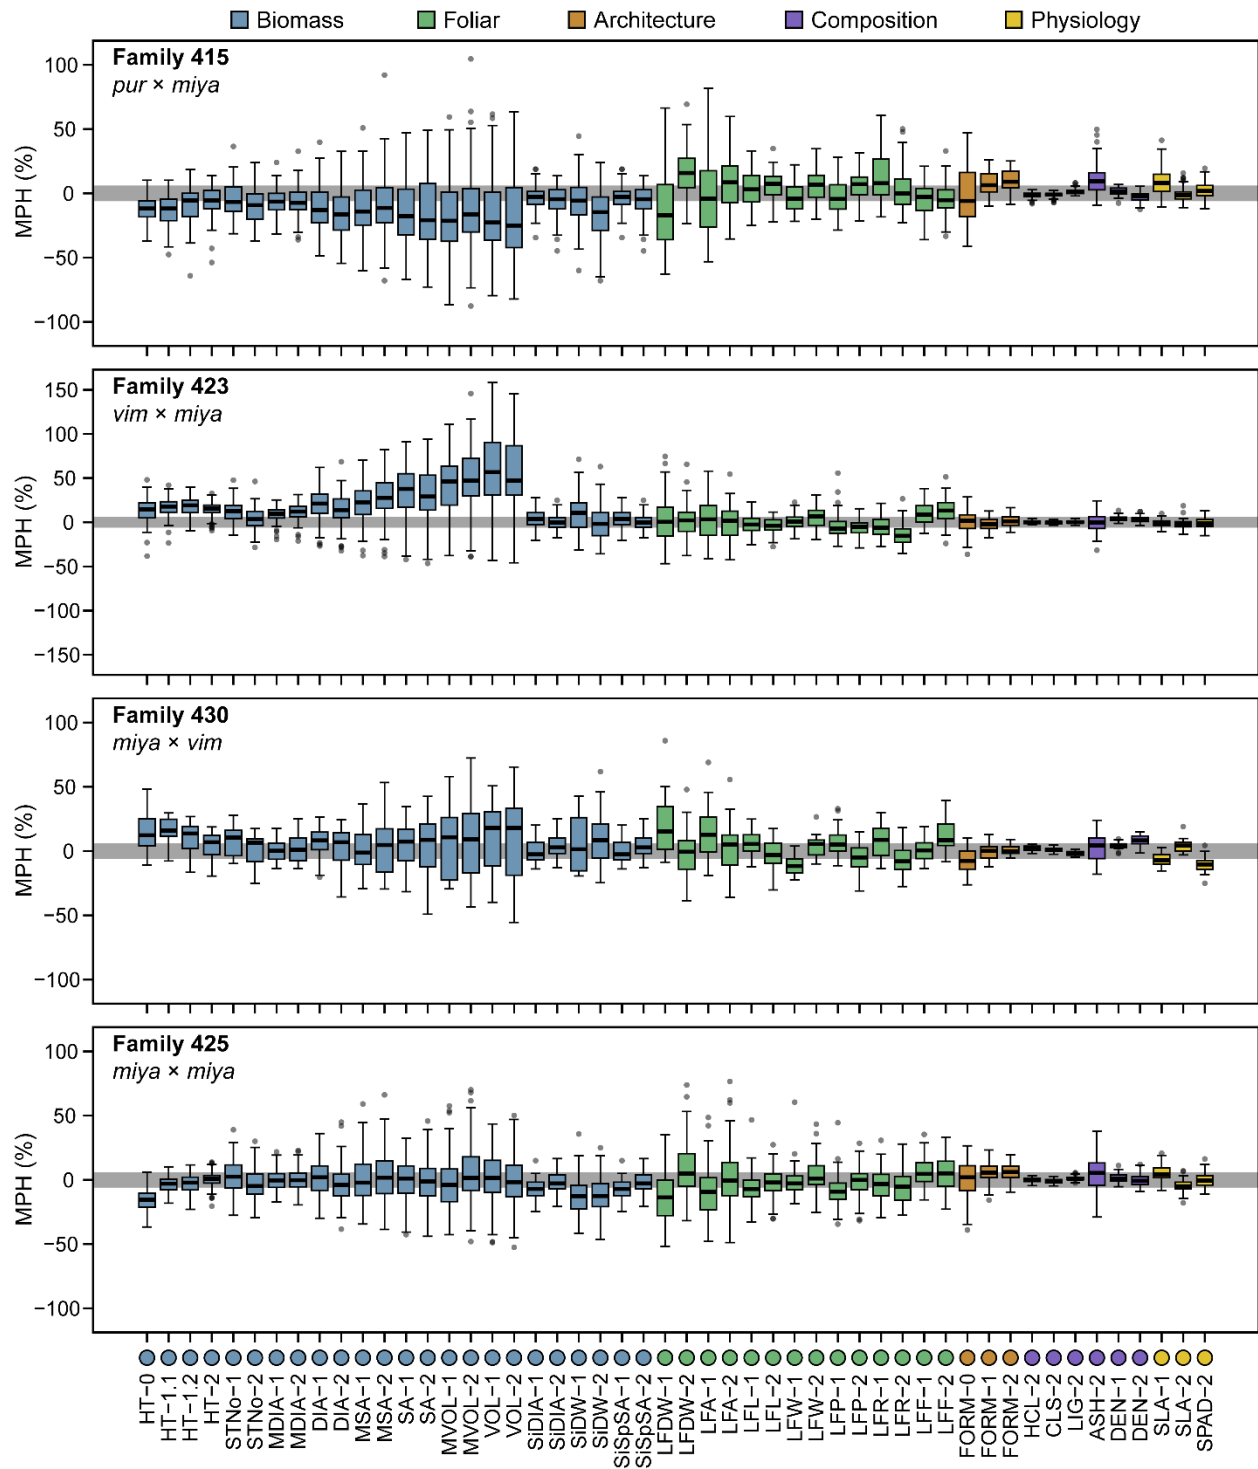 Biomass Foliar Architecture Composition Physiology
Family 415
pur × miya
MPH (%)
100
50
0
−50
−100
Family 423
vim × miya
MPH (%)
150
100
50
0
−50
−100
−150
Family 430
miya × vim
MPH (%)
100
50
0
−50
−100
Family 425
miya × miya
MPH (%)
100
50
0
−50
−100
HT-0
HT-1.1
HT-1.2
HT-2
STNo-1
STNo-2
MDIA-1
MDIA-2
DIA-1
DIA-2
MSA-1
MSA-2
SA-1
SA-2
MVOL-1
MVOL-2
VOL-1
VOL-2
SiDIA-1
SiDIA-2
SiDW-1
SiDW-2
SiSpSA-1
SiSpSA-2
LFDW-1
LFDW-2
LFA-1
LFA-2
LFL-1
LFL-2
LFW-1
LFW-2
LFP-1
LFP-2
LFR-1
LFR-2
LFF-1
LFF-2
FORM-0
FORM-1
FORM-2
HCL-2
CLS-2
LIG-2
ASH-2
DEN-1
DEN-2
SLA-1
SLA-2
SPAD-2